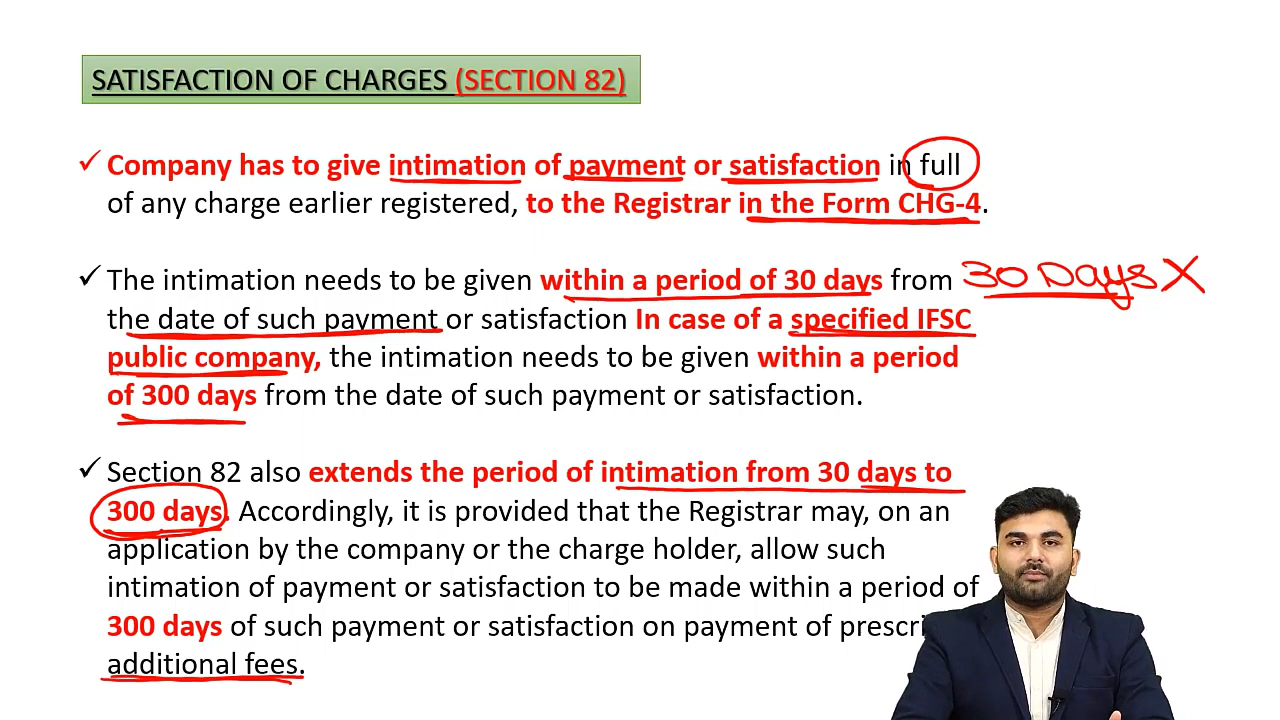 SATISFACTION OF CHARGES (SECTION 82)
✓ Company has to give intimation of payment or satisfaction in full
of any charge earlier registered, to the Registrar in the Form CHG-4.
✓ The intimation needs to be given within a period of 30 days from 30 Days X
the date of such payment or satisfaction In case of a specified IFSC
public company, the intimation needs to be given within a period
of 300 days from the date of such payment or satisfaction.
✓ Section 82 also extends the period of intimation from 30 days to
300 days. Accordingly, it is provided that the Registrar may, on an
application by the company or the charge holder, allow such
intimation of payment or satisfaction to be made within a period of
300 days of such payment or satisfaction on payment of prescri
additional fees.